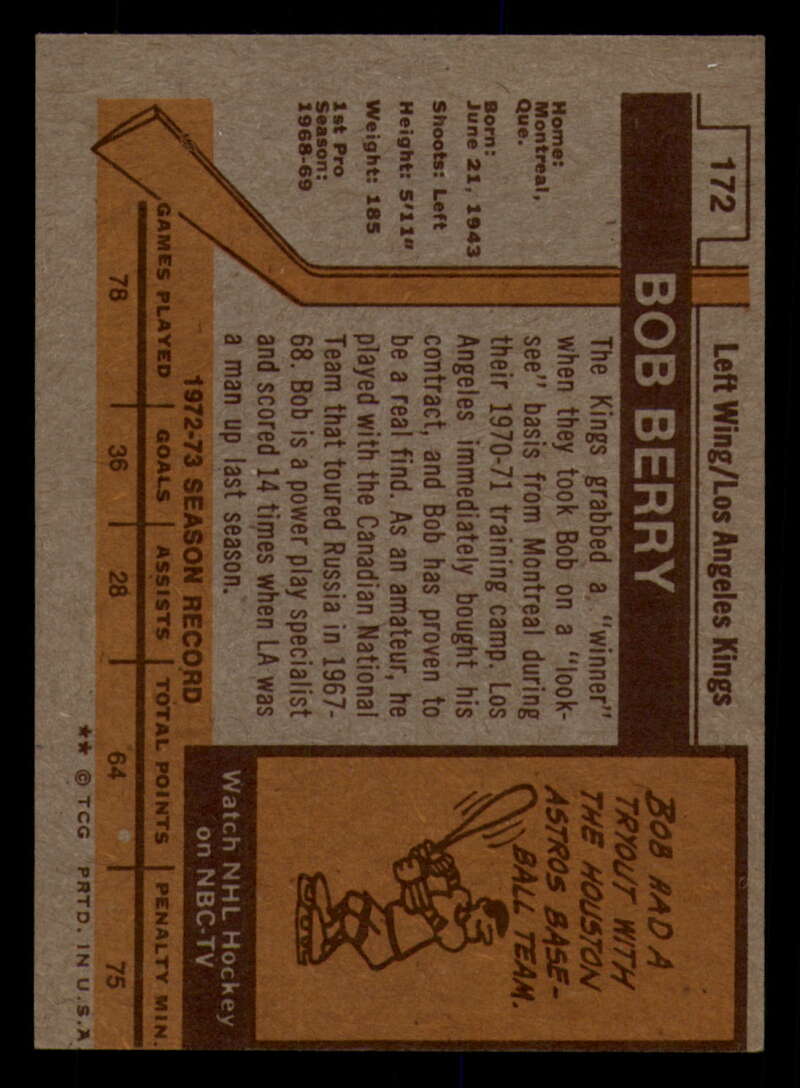 172
Left Wing/Los Angeles Kings
BOB BERRY
Home:
Montreal,
Que.
Born:
June 21, 1943
Shoots: Left
Height: 5'11"
Weight: 185
1st Pro
Season:
1968-69
The Kings grabbed a "winner"
when they took Bob on a "look-
see" basis from Montreal during
their 1970-71 training camp. Los
Angeles immediately bought his
contract, and Bob has proven to
be a real find. As an amateur, he
played with the Canadian National
Team that toured Russia in 1967-
68. Bob is a power play specialist
and scored 14 times when LA was
a man up last season.
BOB HAD A
TRYOUT WITH
THE HOUSTON
ASTROS BASE-
BALL TEAM.
Watch NHL Hockey
on NBC-TV
1972-73 SEASON RECORD
GAMES PLAYED GOALS ASSISTS TOTAL POINTS PENALTY MIN.
78 36 28 64 75
** © TCG PRTD. IN U.S.A.